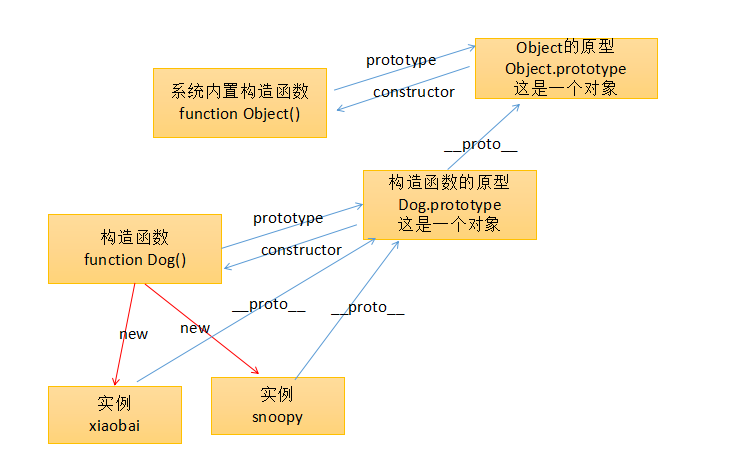 Object的原型
Object.prototype
这是一个对象
prototype
constructor
系统内置构造函数
function Object()
__proto__
构造函数的原型
Dog.prototype
这是一个对象
prototype
constructor
构造函数
function Dog()
__proto__
__proto__
new
new
实例
xiaobai
实例
snoopy